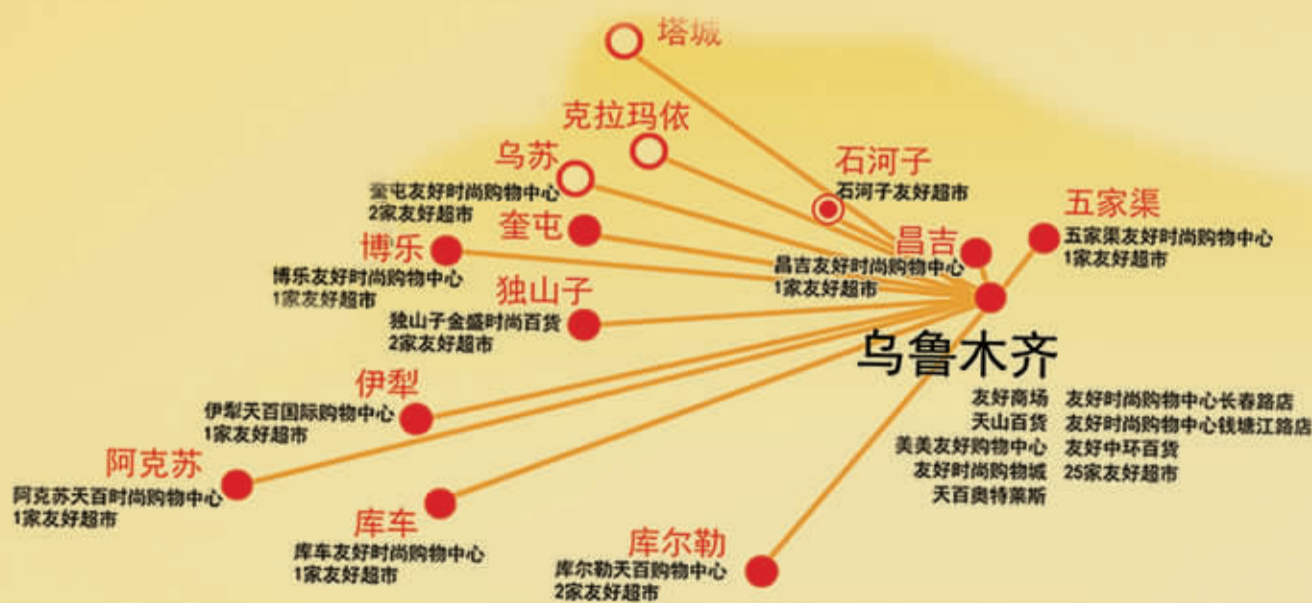 塔城
克拉玛依
乌苏
石河子
石河子友好超市
奎屯友好时尚购物中心
2家友好超市
奎屯
五家渠
五家渠友好时尚购物中心
1家友好超市
博乐
博乐友好时尚购物中心
1家友好超市
昌吉
昌吉友好时尚购物中心
1家友好超市
独山子
独山子金盛时尚百货
2家友好超市
乌鲁木齐
友好商场
天山百货
美美友好购物中心
友好时尚购物城
天百奥特莱斯
友好时尚购物中心长春路店
友好时尚购物中心钱塘江路店
友好中环百货
25家友好超市
伊犁
伊犁天百国际购物中心
1家友好超市
阿克苏
阿克苏天百时尚购物中心
1家友好超市
库车
库车友好时尚购物中心
1家友好超市
库尔勒
库尔勒天百购物中心
2家友好超市